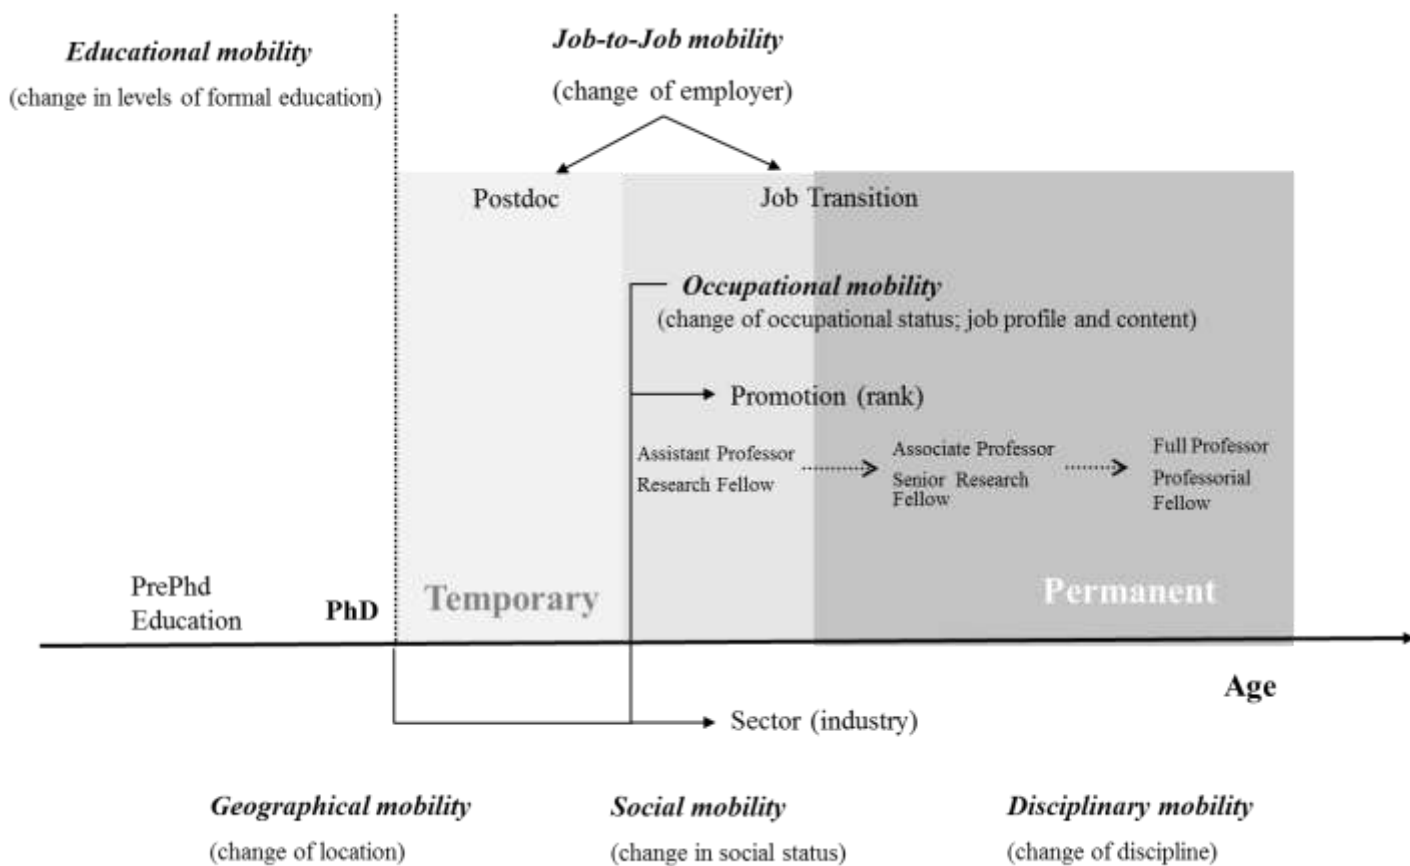 Educational mobility
(change in levels of formal education)
Job-to-Job mobility
(change of employer)
Postdoc
Job Transition
Occupational mobility
(change of occupational status; job profile and content)
Promotion (rank)
Assistant Professor
Research Fellow
Associate Professor
Senior Research
Fellow
Full Professor
Professorial
Fellow
PrePhd
Education
PhD
Temporary
Permanent
Age
Sector (industry)
Geographical mobility
(change of location)
Social mobility
(change in social status)
Disciplinary mobility
(change of discipline)